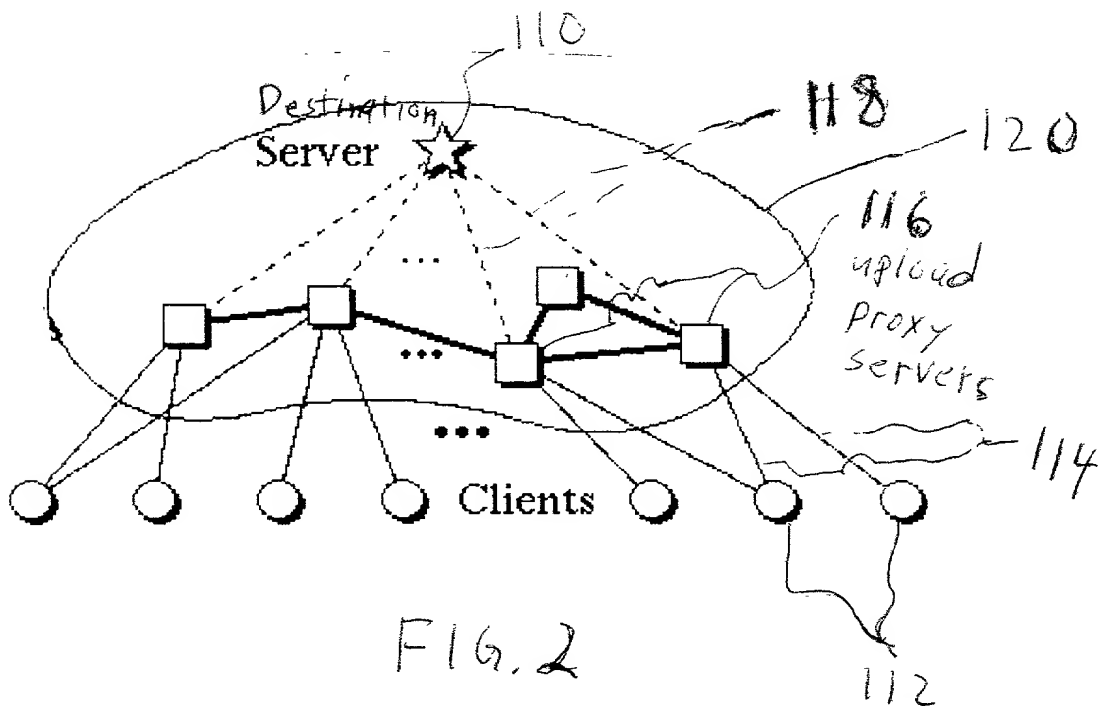 110
Destination
Server
118
120
116
upload
proxy
servers
114
Clients
112
FIG. 2